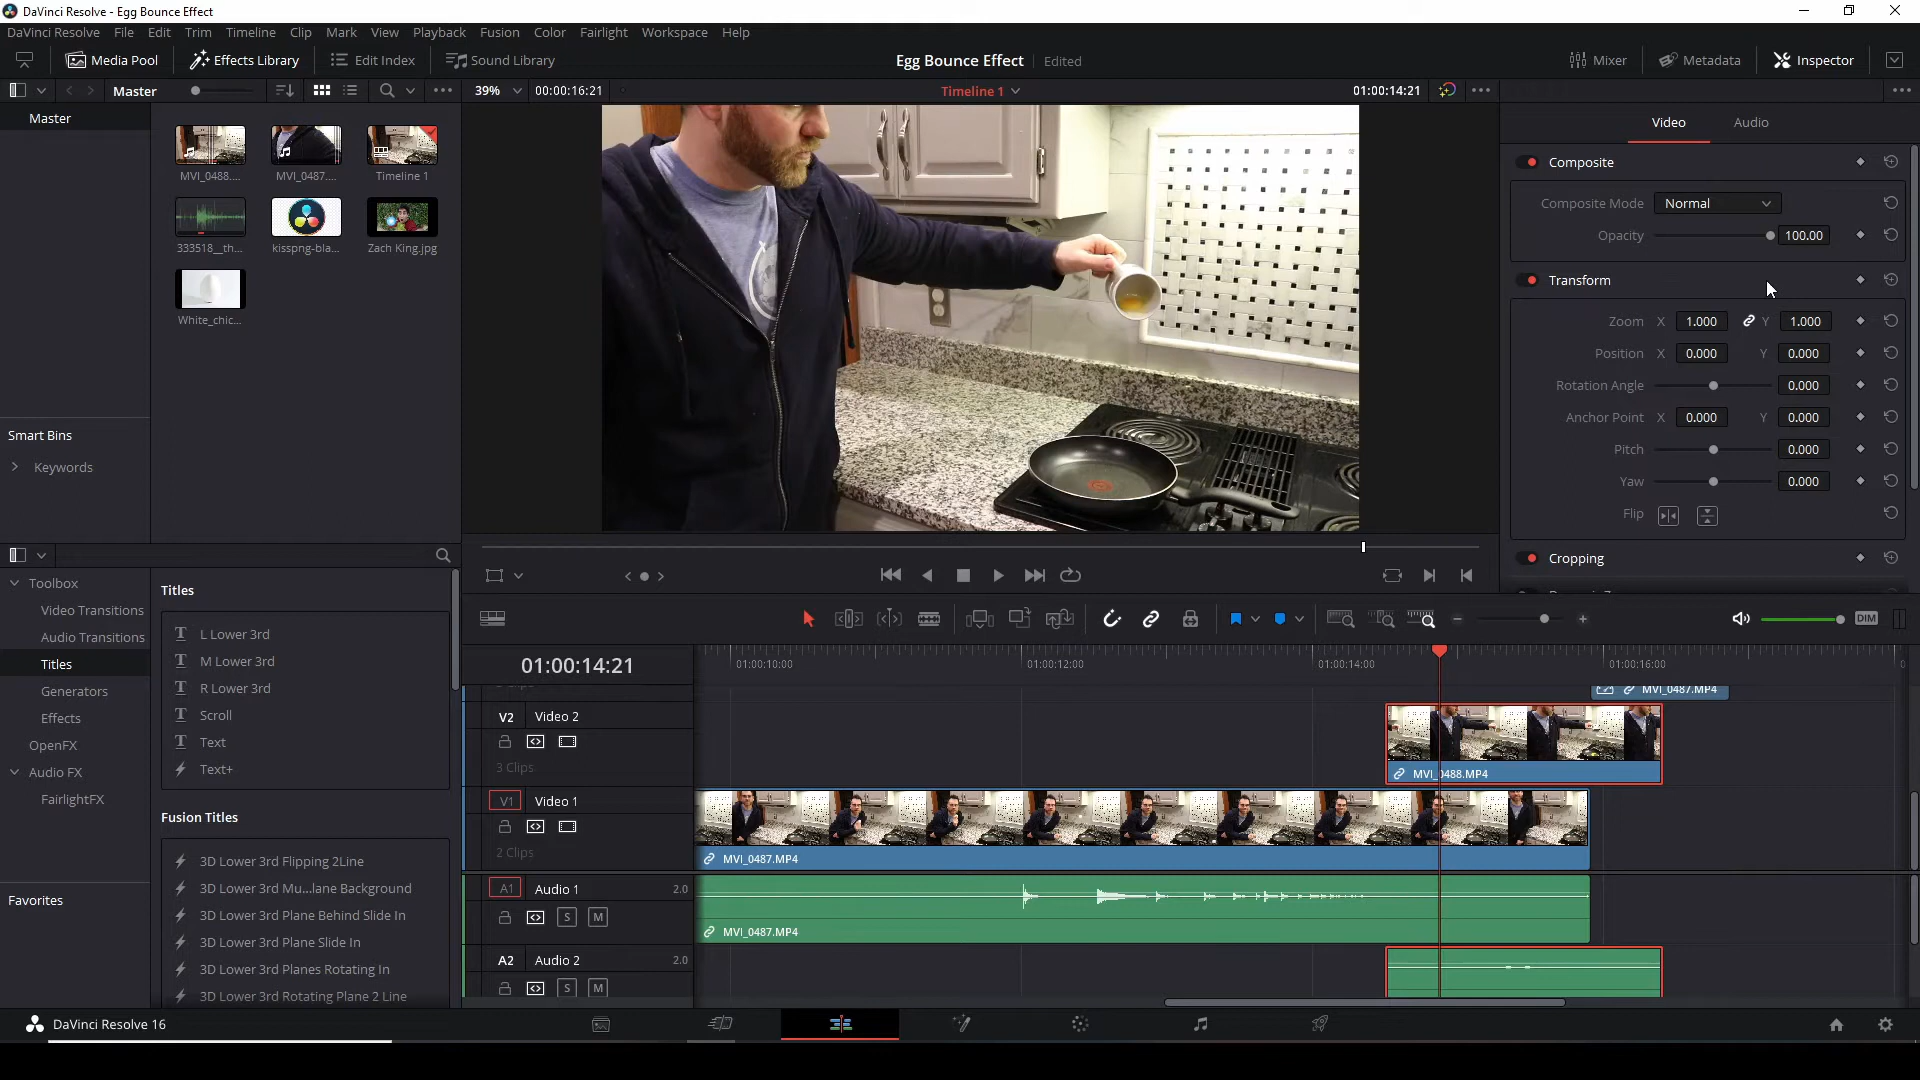 DaVinci Resolve - Egg Bounce Effect
DaVinci Resolve File Edit Trim Timeline Clip Mark View Playback Fusion Color Fairlight Workspace Help
Media Pool Effects Library Edit Index Sound Library Egg Bounce Effect Edited Mixer Metadata Inspector
Master 39% 00:00:16:21 Timeline 1 01:00:14:21
Master
MVI_0488.... MVI_0487.... Timeline 1
333518__th... kisspng-bla... Zach King.jpg
White_chic...
Smart Bins
Keywords
Video Audio
Composite
Composite Mode Normal
Opacity 100.00
Transform
Zoom X 1.000 Y 1.000
Position X 0.000 Y 0.000
Rotation Angle 0.000
Anchor Point X 0.000 Y 0.000
Pitch 0.000
Yaw 0.000
Flip
Cropping
Toolbox
Video Transitions
Audio Transitions
Titles
Generators
Effects
OpenFX
Audio FX
FairlightFX
Favorites
Titles
L Lower 3rd
M Lower 3rd
R Lower 3rd
Scroll
Text
Text+
Fusion Titles
3D Lower 3rd Flipping 2Line
3D Lower 3rd Mu...lane Background
3D Lower 3rd Plane Behind Slide In
3D Lower 3rd Plane Slide In
3D Lower 3rd Planes Rotating In
3D Lower 3rd Rotating Plane 2 Line
DIM
01:00:14:21 01:00:10:00 01:00:12:00 01:00:14:00 01:00:16:00
MVI_0487.MP4
V2 Video 2
3 Clips
MVI_0488.MP4
V1 Video 1
2 Clips
MVI_0487.MP4
A1 Audio 1 2.0
S M
MVI_0487.MP4
A2 Audio 2 2.0
S M
DaVinci Resolve 16